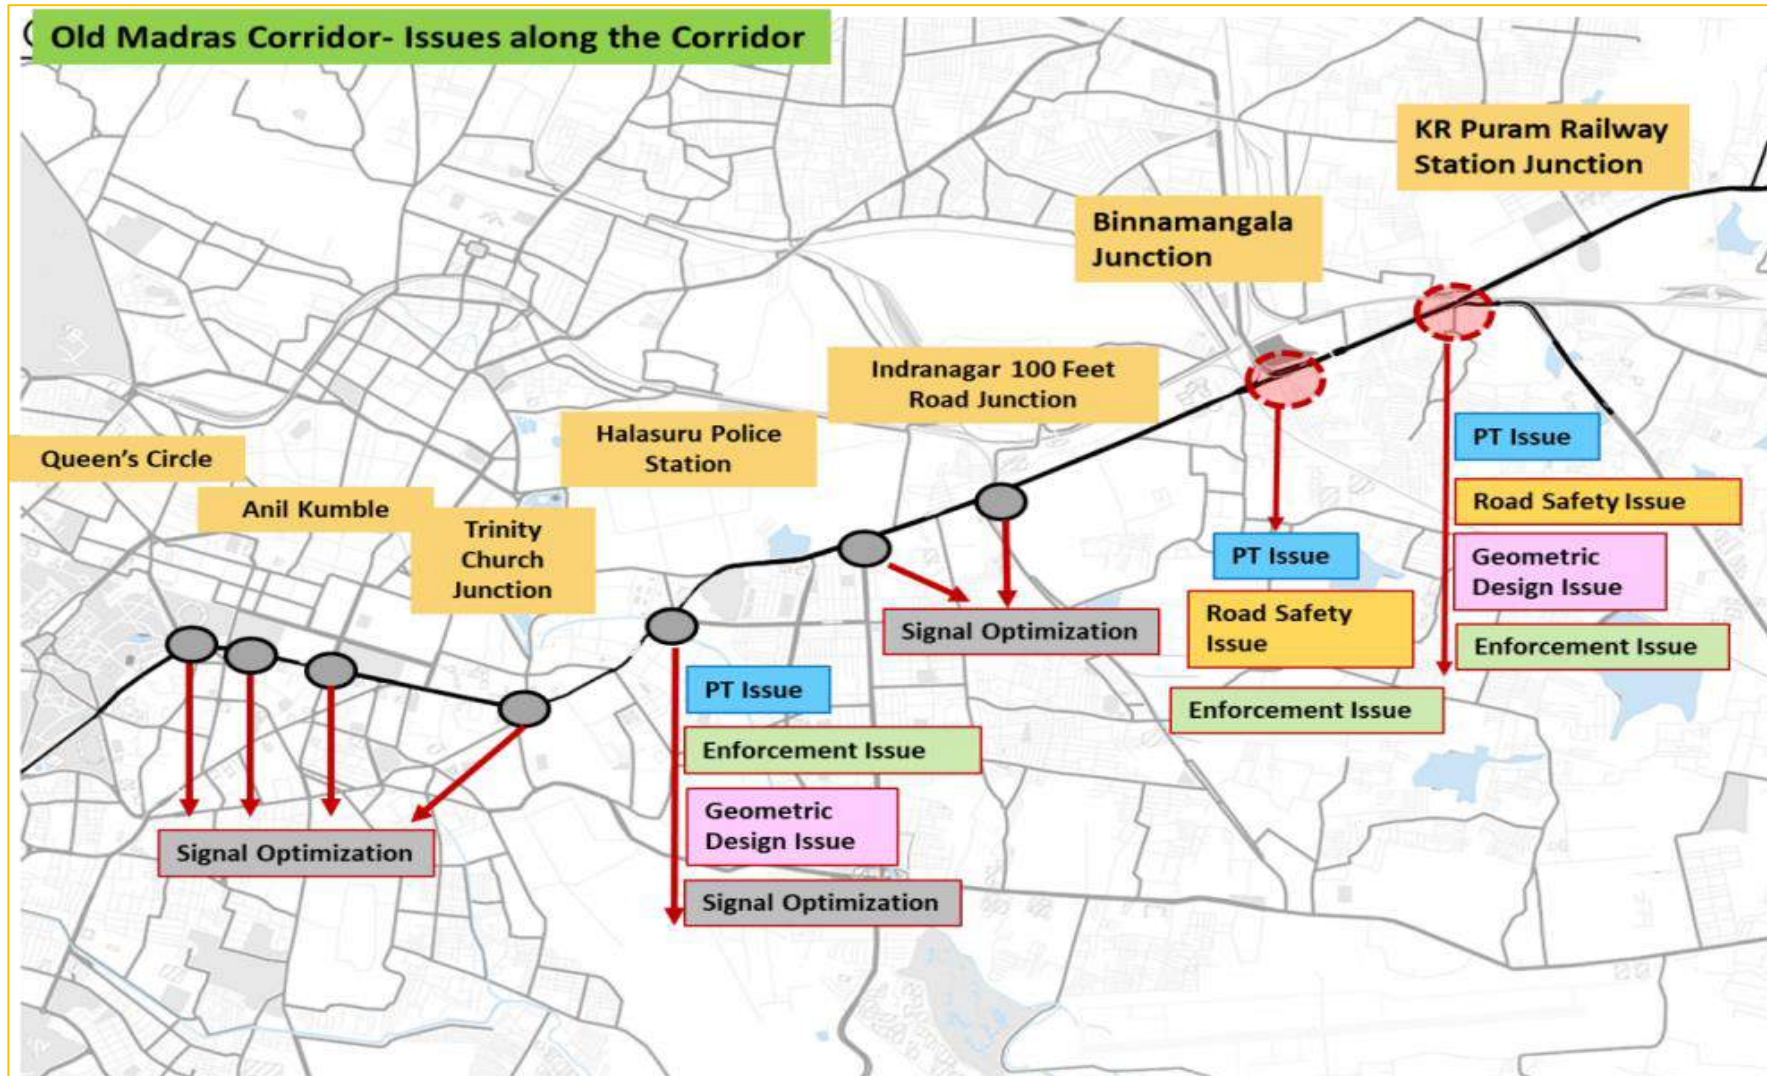 Old Madras Corridor- Issues along the Corridor
KR Puram Railway
Station Junction
Binnamangala
Junction
Indranagar 100 Feet
Road Junction
Halasuru Police
Station
Queen's Circle
Anil Kumble
Trinity
Church
Junction
PT Issue
Road Safety Issue
Geometric
Design Issue
Enforcement Issue
PT Issue
Road Safety
Issue
Enforcement Issue
Signal Optimization
PT Issue
Enforcement Issue
Geometric
Design Issue
Signal Optimization
Signal Optimization